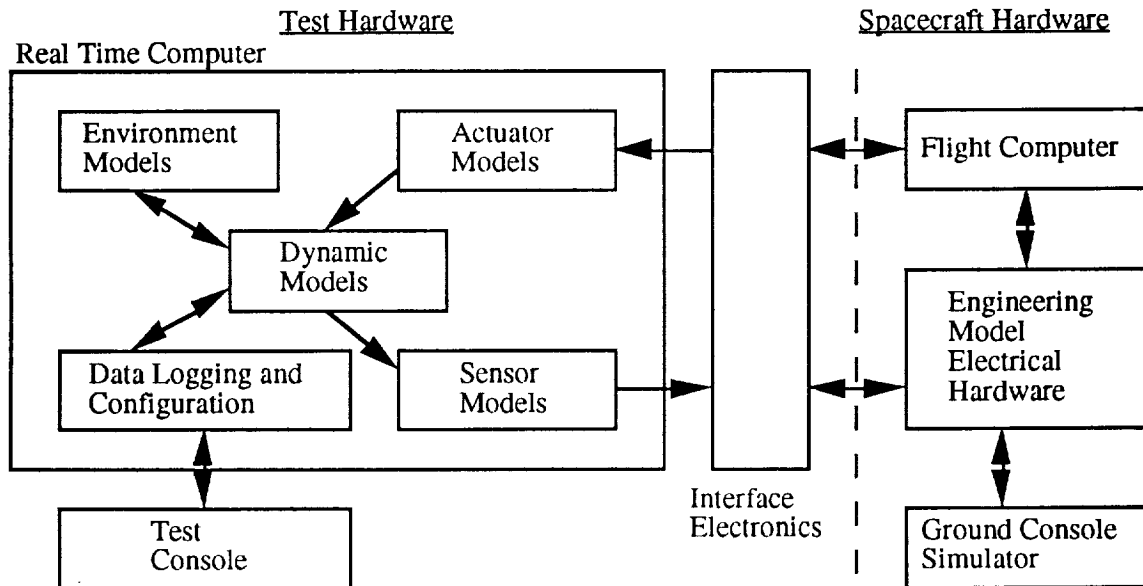 Test Hardware
Spacecraft Hardware
Real Time Computer
Environment
Models
Actuator
Models
Flight Computer
Dynamic
Models
Engineering
Model
Electrical
Hardware
Data Logging and
Configuration
Sensor
Models
Interface
Electronics
Test
Console
Ground Console
Simulator